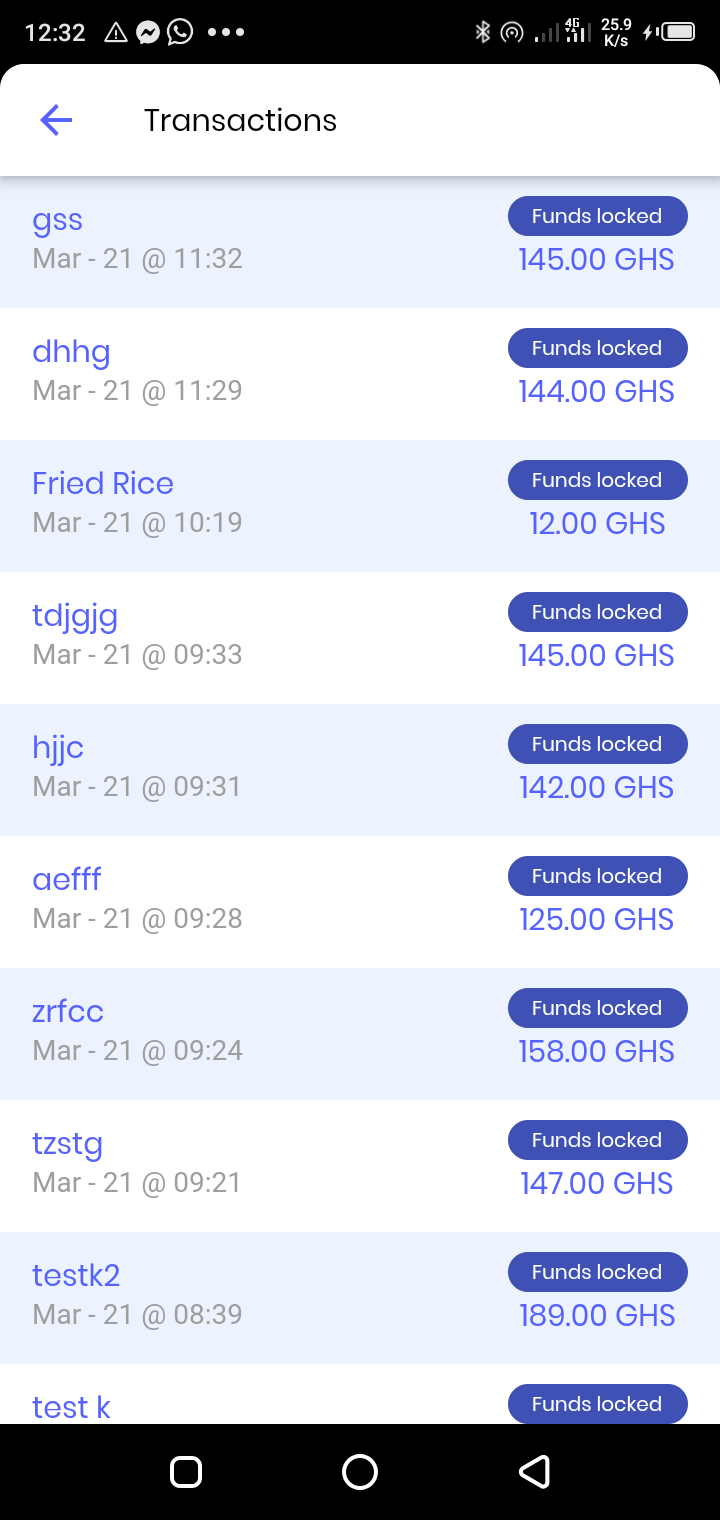 12:32
4G
25.9
K/s
Transactions
gss
Funds locked
Mar - 21 @ 11:32
145.00 GHS
dhhg
Funds locked
Mar - 21 @ 11:29
144.00 GHS
Fried Rice
Funds locked
Mar - 21 @ 10:19
12.00 GHS
tdjgjg
Funds locked
Mar - 21 @ 09:33
145.00 GHS
hjjc
Funds locked
Mar - 21 @ 09:31
142.00 GHS
aefff
Funds locked
Mar - 21 @ 09:28
125.00 GHS
zrfcc
Funds locked
Mar - 21 @ 09:24
158.00 GHS
tzstg
Funds locked
Mar - 21 @ 09:21
147.00 GHS
testk2
Funds locked
Mar - 21 @ 08:39
189.00 GHS
test k
Funds locked